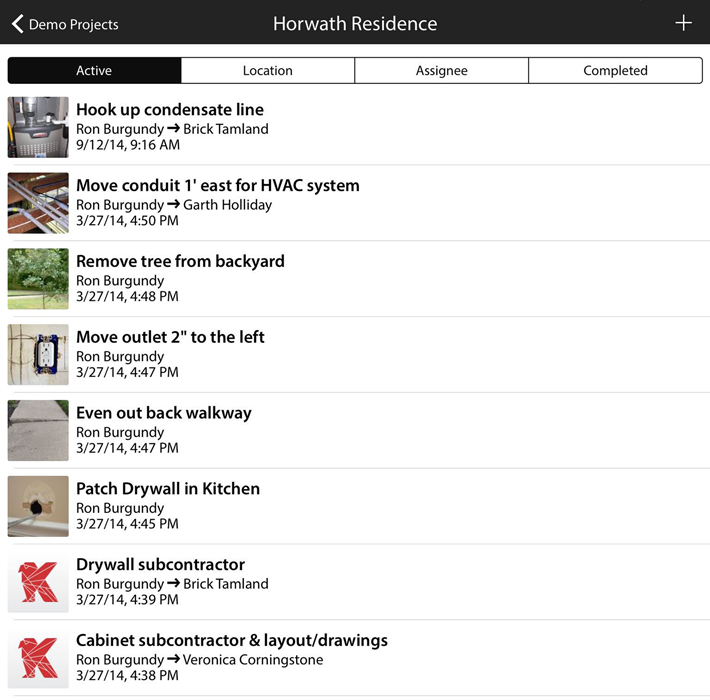 Demo Projects
Horwath Residence
Active
Location
Assignee
Completed
Hook up condensate line
Ron Burgundy → Brick Tamland
9/12/14, 9:16 AM
Move conduit 1' east for HVAC system
Ron Burgundy → Garth Holliday
3/27/14, 4:50 PM
Remove tree from backyard
Ron Burgundy
3/27/14, 4:48 PM
Move outlet 2" to the left
Ron Burgundy
3/27/14, 4:47 PM
Even out back walkway
Ron Burgundy
3/27/14, 4:47 PM
Patch Drywall in Kitchen
Ron Burgundy
3/27/14, 4:45 PM
Drywall subcontractor
Ron Burgundy → Brick Tamland
3/27/14, 4:39 PM
Cabinet subcontractor & layout/drawings
Ron Burgundy → Veronica Corningstone
3/27/14, 4:38 PM